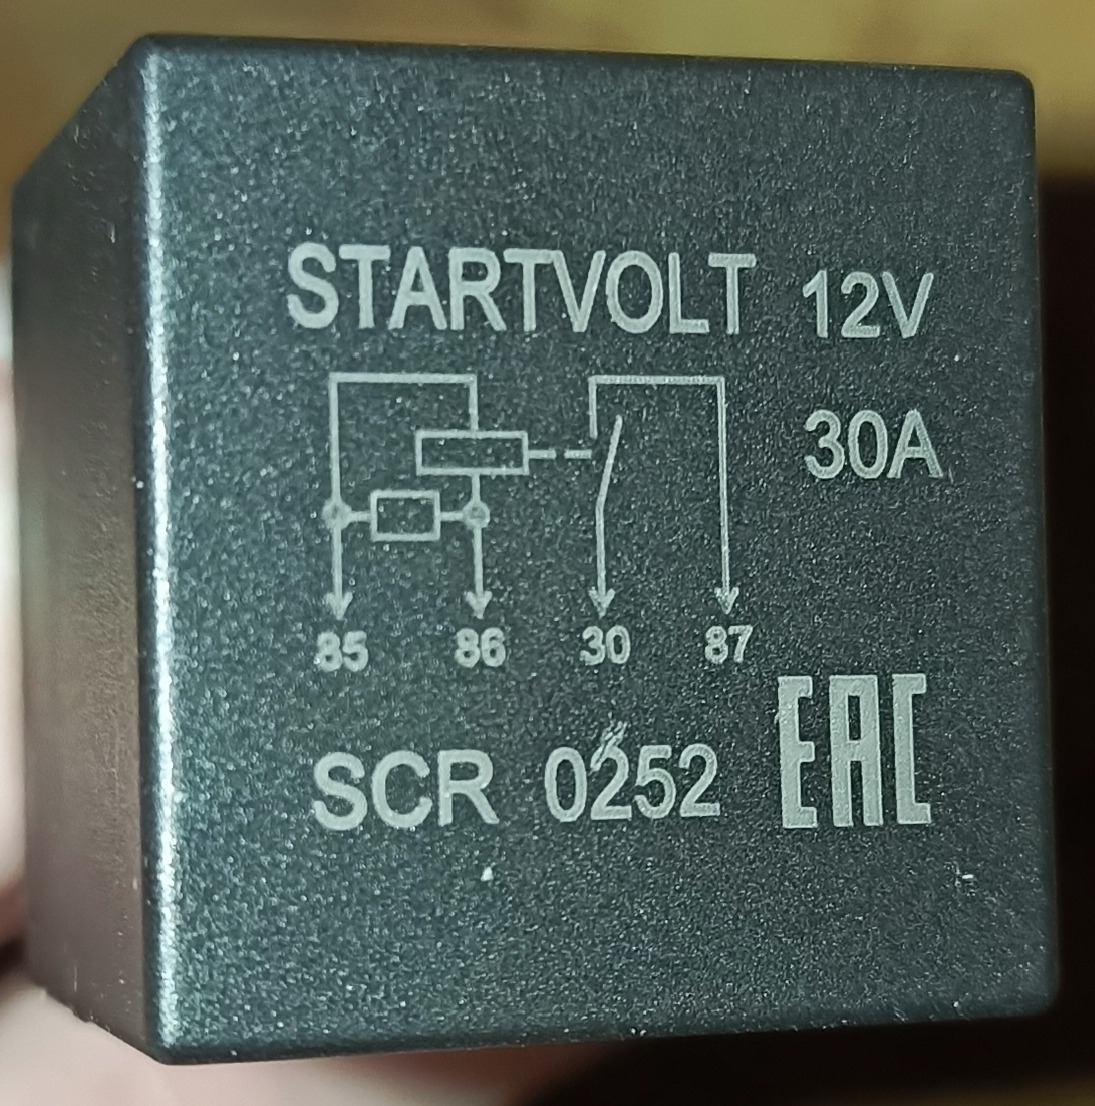 STARTVOLT 12V
30A
85 86 30 87
SCR 0252 EAC